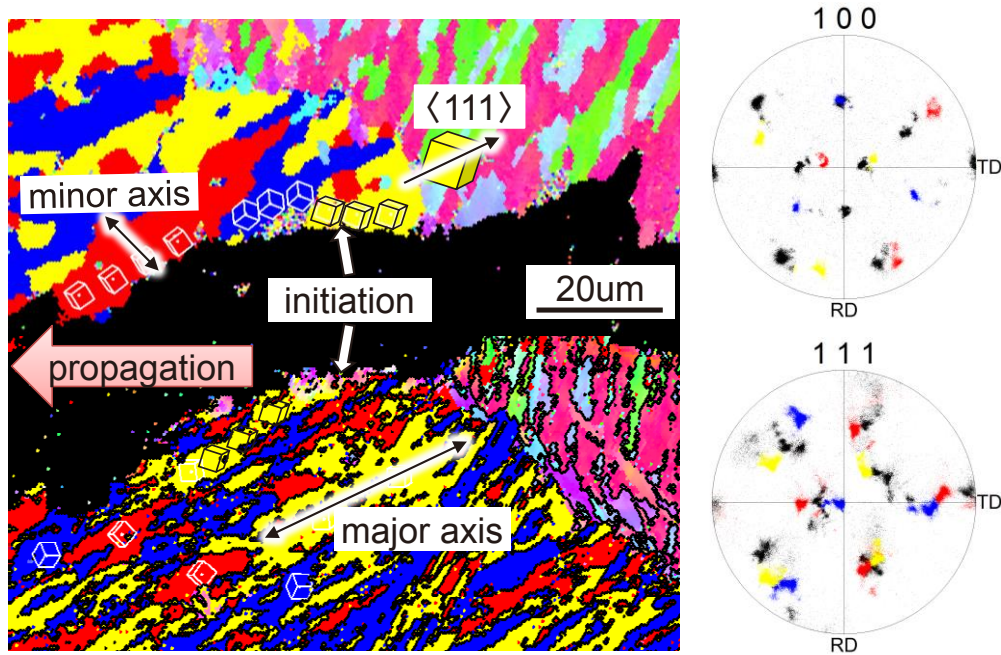 ⟨111⟩
minor axis
initiation
20um
propagation
major axis
1 0 0
TD
RD
1 1 1
TD
RD